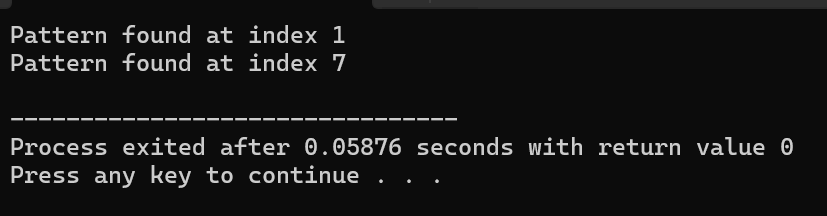 Pattern found at index 1
Pattern found at index 7
--------------------------------
Process exited after 0.05876 seconds with return value 0
Press any key to continue . . .